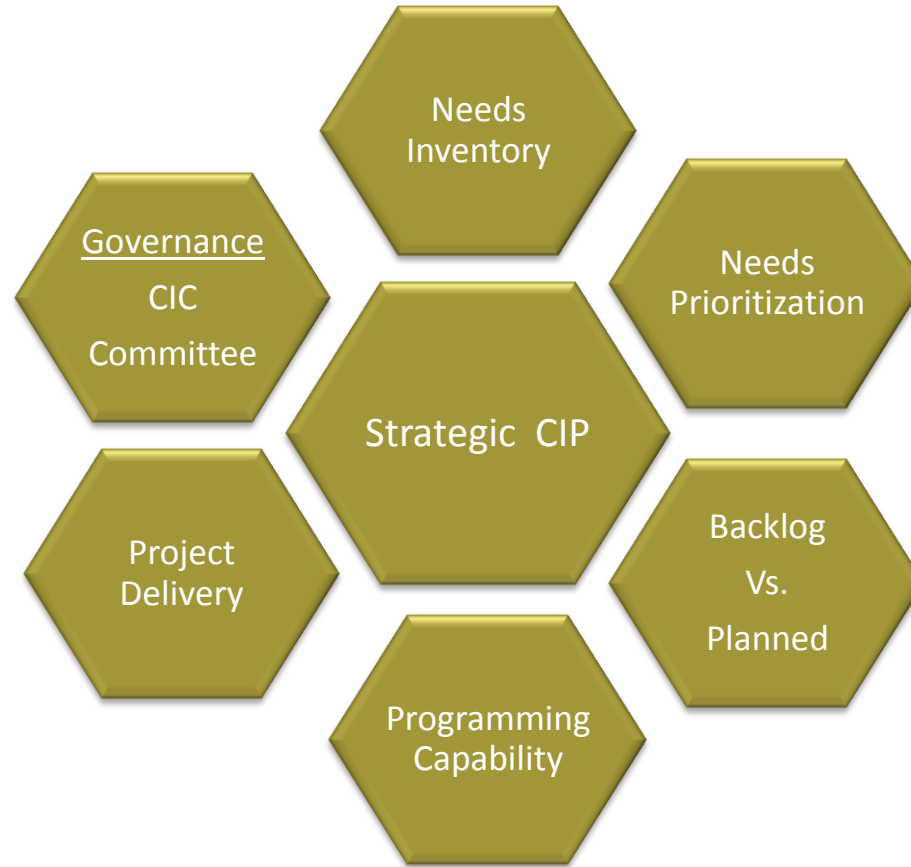 Needs
Inventory
Governance
CIC
Committee
Needs
Prioritization
Strategic CIP
Backlog
Vs.
Planned
Project
Delivery
Programming
Capability